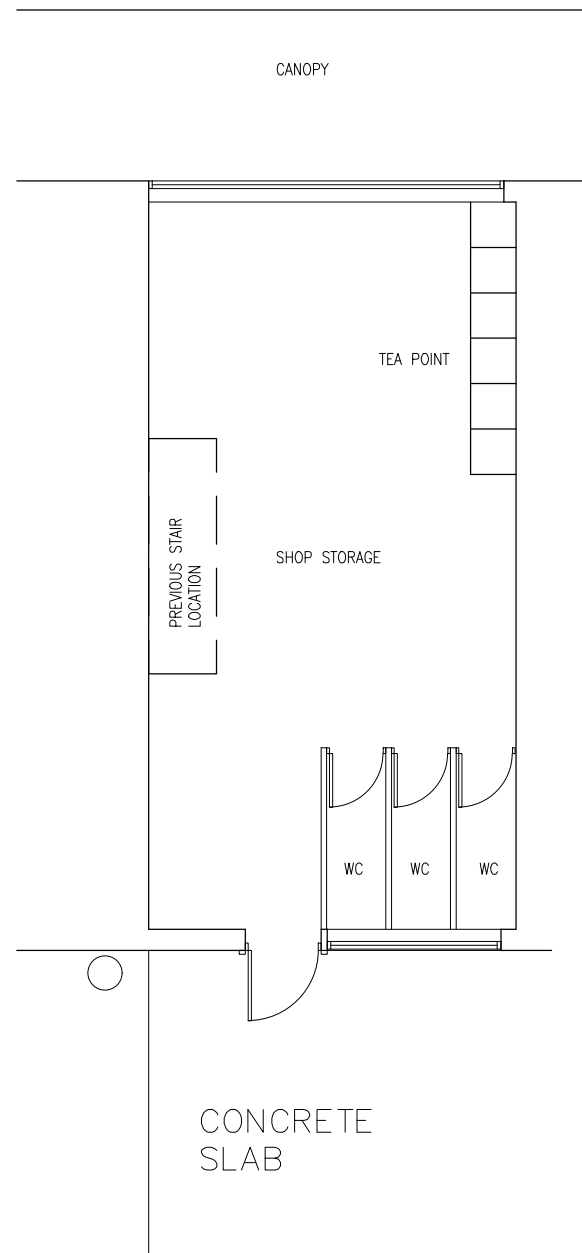 CANOPY
TEA POINT
PREVIOUS STAIR
LOCATION
SHOP STORAGE
WC
WC
WC
CONCRETE
SLAB